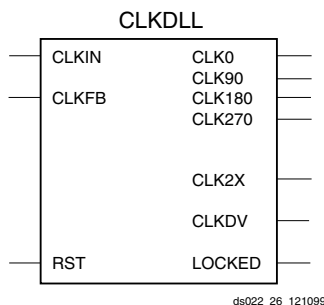 CLKDLL
CLKIN CLK0
CLK90
CLKFB CLK180
CLK270
CLK2X
CLKDV
RST LOCKED
ds022_26_121099